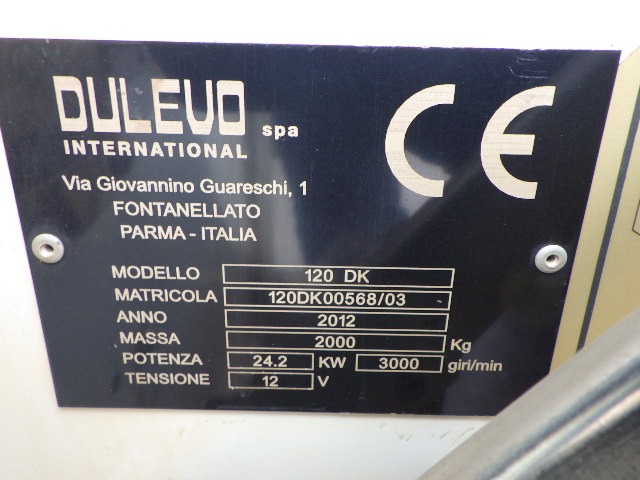 DULEVO spa
INTERNATIONAL
CE
Via Giovannino Guareschi, 1
FONTANELLATO
PARMA - ITALIA
MODELLO 120 DK
MATRICOLA 120DK00568/03
ANNO 2012
MASSA 2000 Kg
POTENZA 24.2 KW 3000 giri/min
TENSIONE 12 V